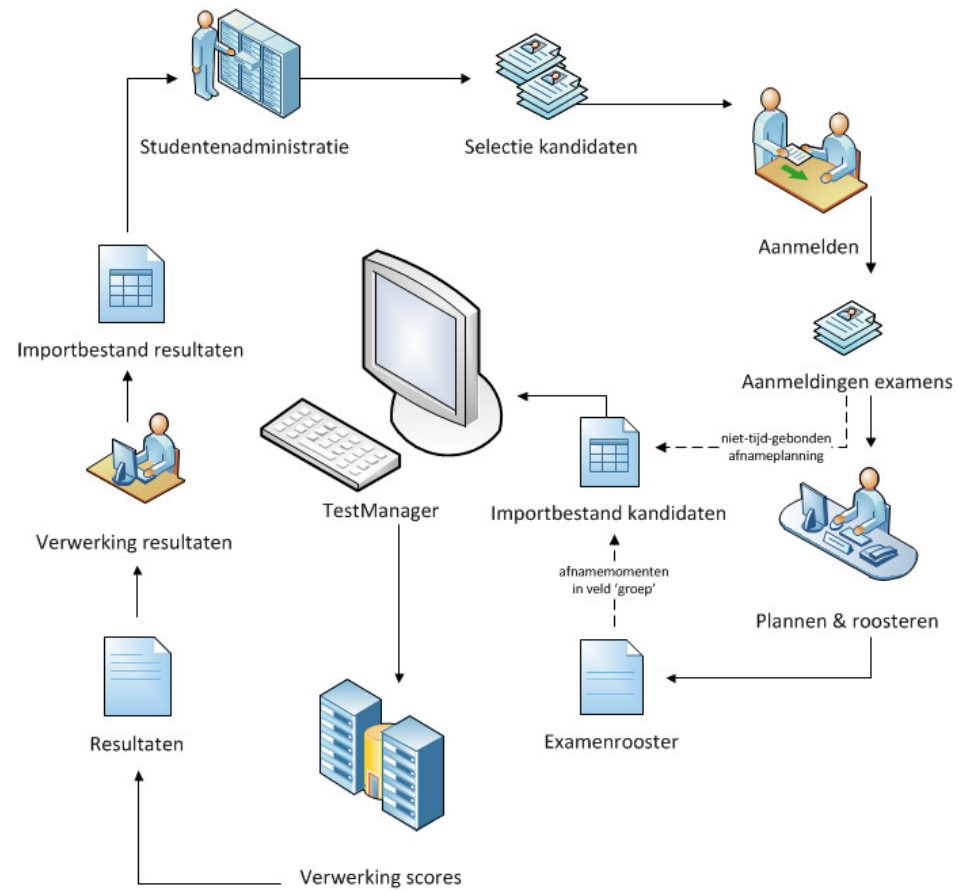 Studentenadministratie
Selectie kandidaten
Aanmelden
Importbestand resultaten
Aanmeldingen examens
niet-tijd-gebonden
afnameplanning
TestManager
Importbestand kandidaten
Verwerking resultaten
afnamemomenten
in veld ‘groep’
Plannen & roosteren
Resultaten
Examenrooster
Verwerking scores